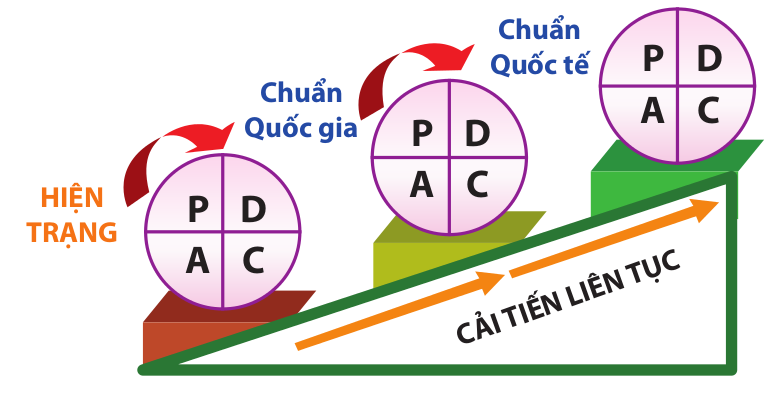 Chuẩn
Quốc tế
P D
A C
Chuẩn
Quốc gia
P D
A C
HIỆN
TRẠNG
P D
A C
CẢI TIẾN LIÊN TỤC